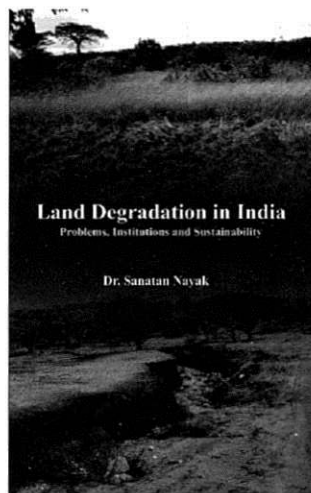 Land Degradation in India
Problems, Institutions and Sustainability
Dr. Sanatan Nayak